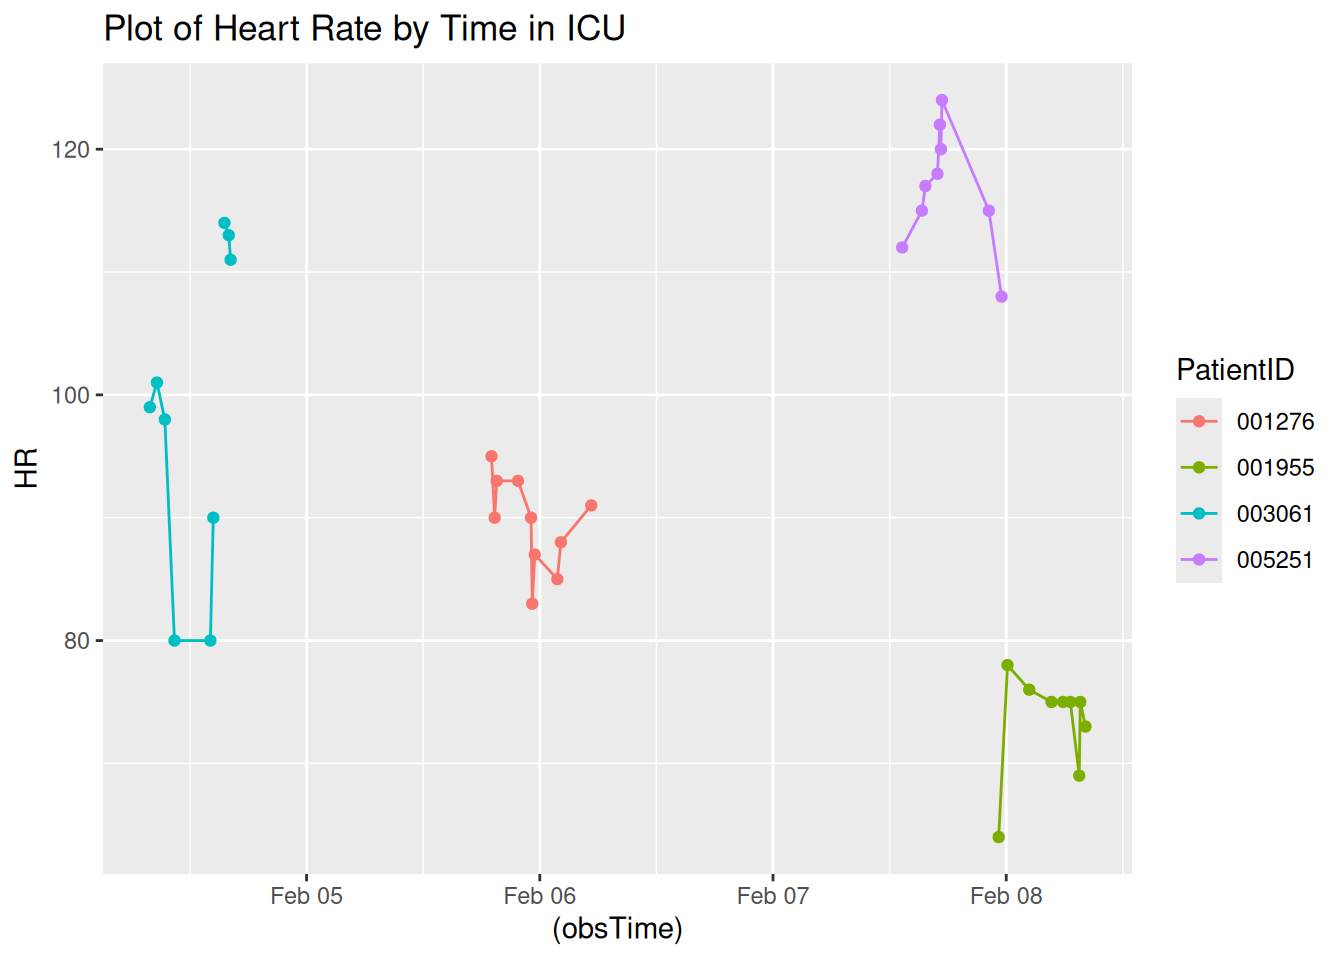 Plot of Heart Rate by Time in ICU
120
100
80
HR
Feb 05
Feb 06
Feb 07
Feb 08
(obsTime)
PatientID
001276
001955
003061
005251